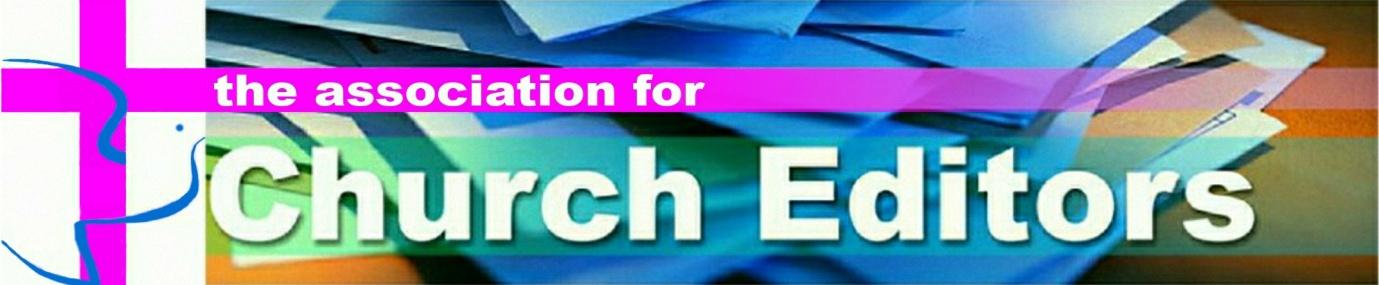 the association for
Church Editors